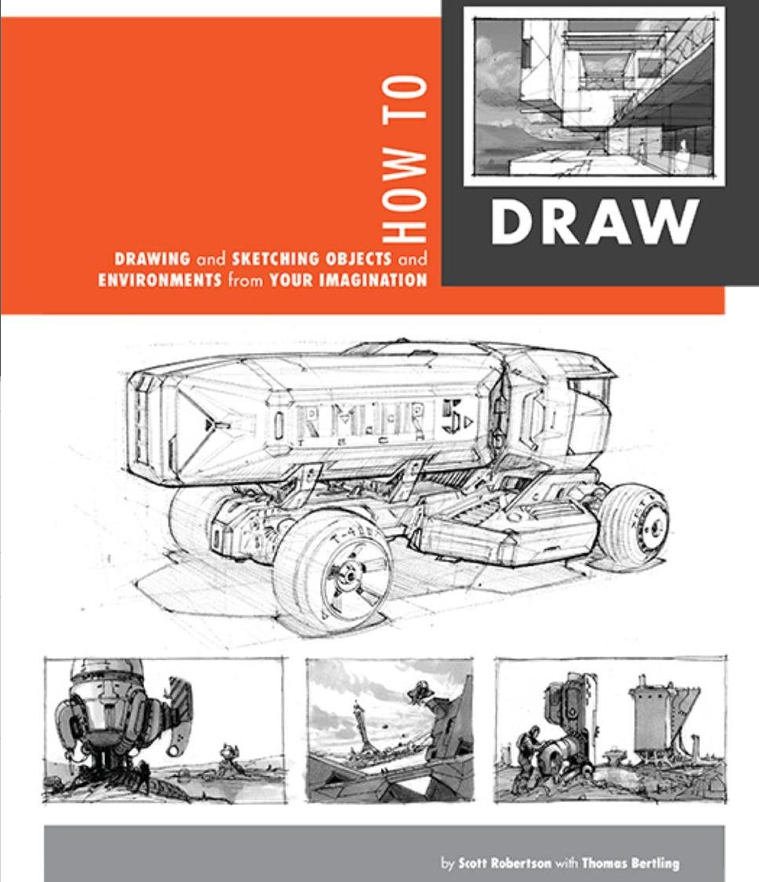 HOW TO
DRAW
DRAWING and SKETCHING OBJECTS and
ENVIRONMENTS from YOUR IMAGINATION
by Scott Robertson with Thomas Bertling